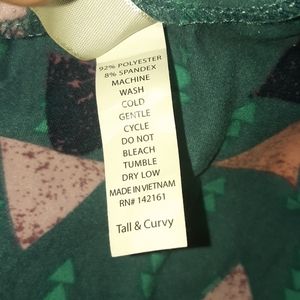 92% POLYESTER
8% SPANDEX
MACHINE
WASH
COLD
GENTLE
CYCLE
DO NOT
BLEACH
TUMBLE
DRY LOW
MADE IN VIETNAM
RN# 142161
Tall & Curvy